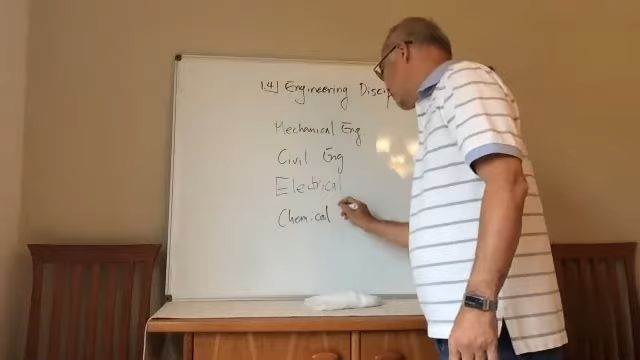 1.4] Engineering Discip
Mechanical Eng.
Civil Eng
Electrical
Chemical